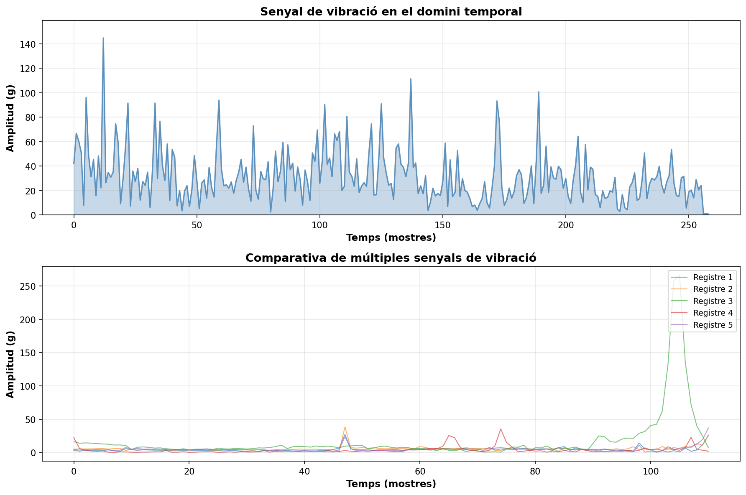 Senyal de vibració en el domini temporal
Amplitud (g)
140
120
100
80
60
40
20
0
0 50 100 150 200 250
Temps (mostres)
Comparativa de múltiples senyals de vibració
Amplitud (g)
250
200
150
100
50
0
Registre 1
Registre 2
Registre 3
Registre 4
Registre 5
0 20 40 60 80 100
Temps (mostres)